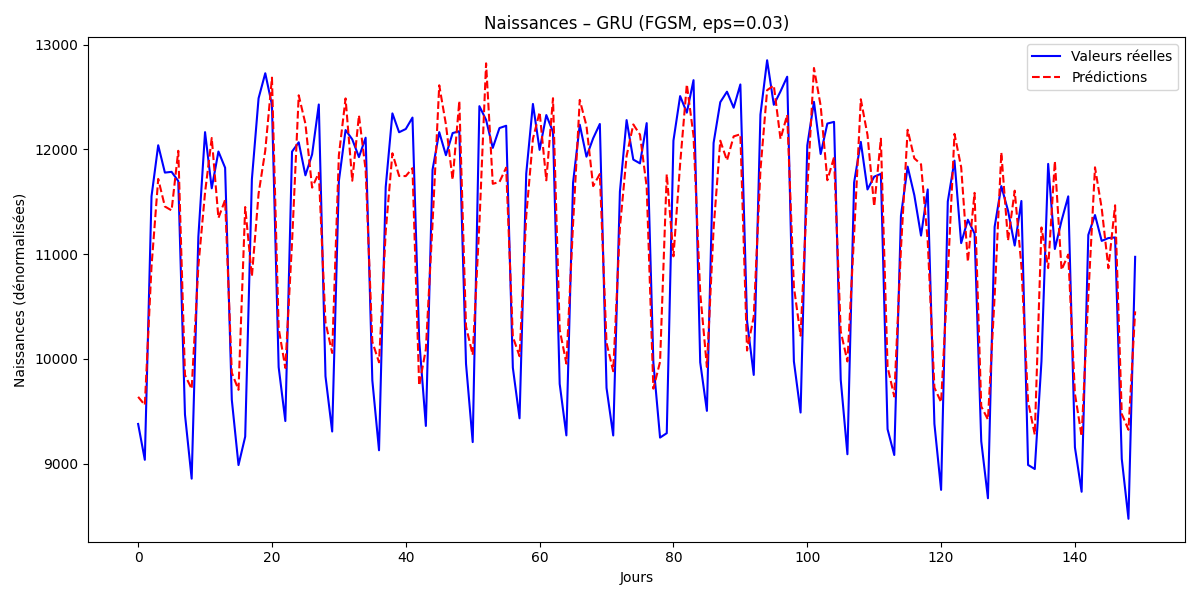 Naissances – GRU (FGSM, eps=0.03)
Valeurs réelles
Prédictions
Naissances (dénormalisées)
13000
12000
11000
10000
9000
0 20 40 60 80 100 120 140
Jours